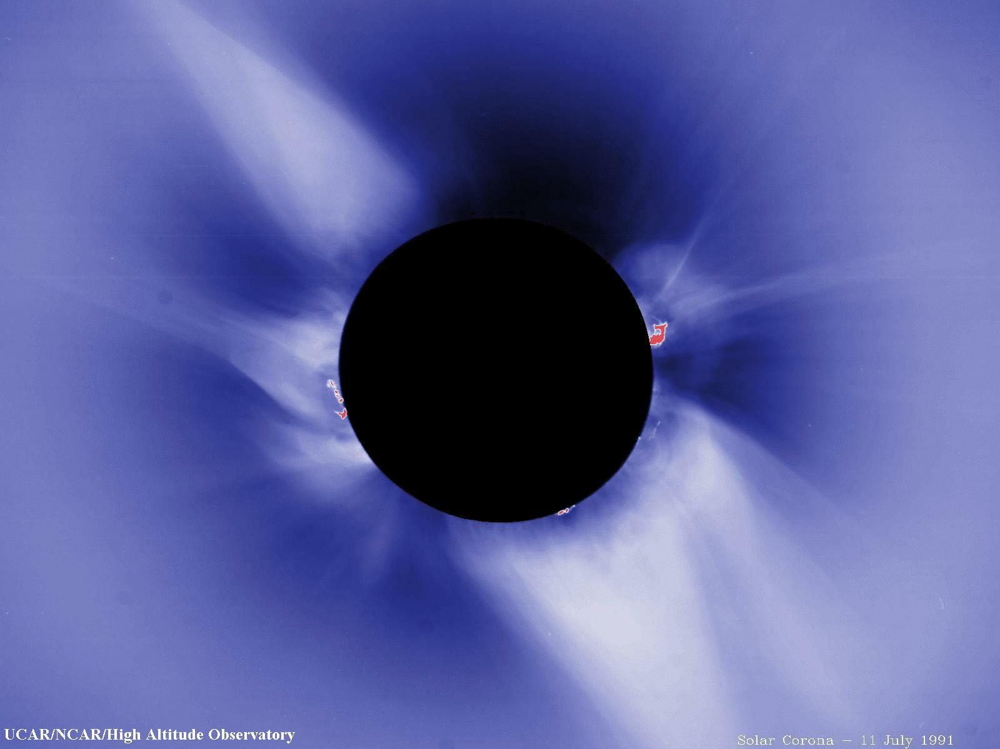 UCAR/NCAR/High Altitude Observatory
Solar Corona – 11 July 1991